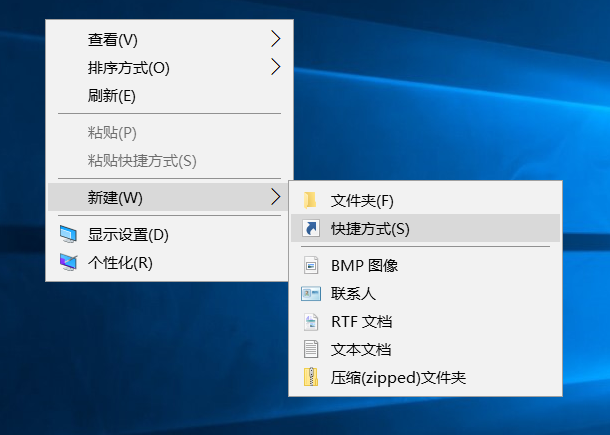 查看(V)
排序方式(O)
刷新(E)
粘贴(P)
粘贴快捷方式(S)
新建(W)
显示设置(D)
个性化(R)
文件夹(F)
快捷方式(S)
BMP 图像
联系人
RTF 文档
文本文档
压缩(zipped)文件夹